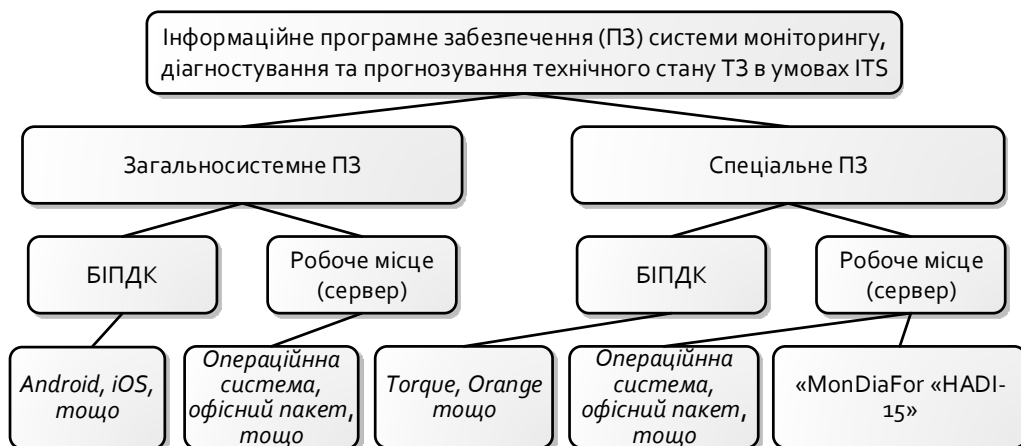 Інформаційне програмне забезпечення (ПЗ) системи моніторингу,
діагностування та прогнозування технічного стану ТЗ в умовах ITS
Загальносистемне ПЗ
Спеціальне ПЗ
БІПДК
Робоче місце
(сервер)
БІПДК
Робоче місце
(сервер)
Android, iOS,
тощо
Операційнна
система,
офісний пакет,
тощо
Torque, Orange
тощо
Операційнна
система,
офісний пакет,
тощо
«MonDiaFor «HADI-
15»